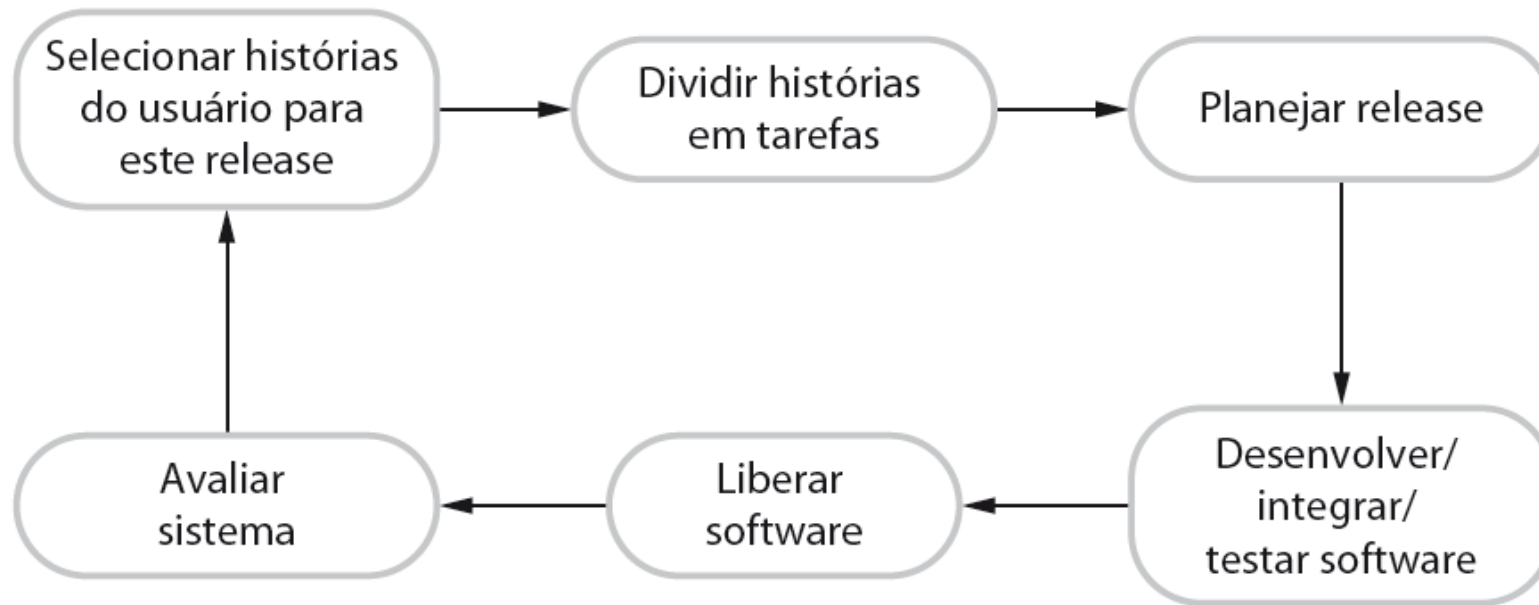 Selecionar histórias
do usuário para
este release
Dividir histórias
em tarefas
Planejar release
Desenvolver/
integrar/
testar software
Liberar
software
Avaliar
sistema